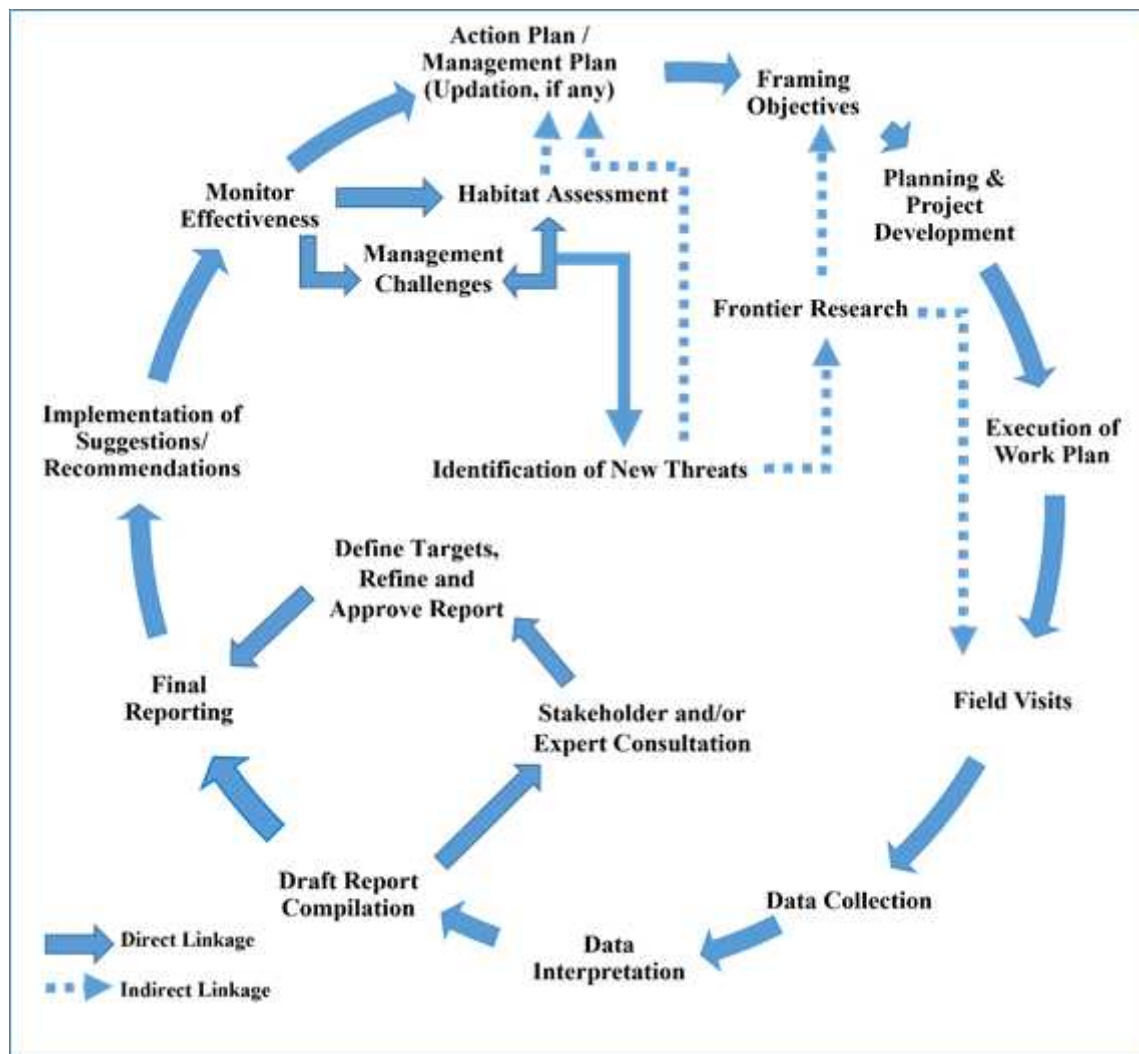 Action Plan /
Management Plan
(Updation, if any)
Framing
Objectives
Planning &
Project
Development
Monitor
Effectiveness
Habitat Assessment
Management
Challenges
Frontier Research
Implementation of
Suggestions/
Recommendations
Execution of
Work Plan
Identification of New Threats
Define Targets,
Refine and
Approve Report
Final
Reporting
Stakeholder and/or
Expert Consultation
Field Visits
Draft Report
Compilation
Data Collection
Data
Interpretation
Direct Linkage
Indirect Linkage